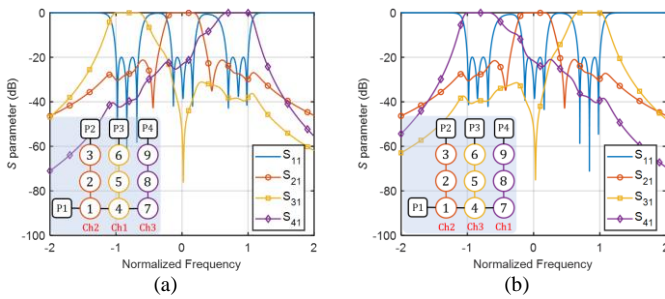 0
-20
-40
-60
-80
-100
-2
-1
0
1
2
S parameter (dB)
Normalized Frequency
P2 P3 P4
3 6 9
2 5 8
P1 1 4 7
Ch2 Ch1 Ch3
S11
S21
S31
S41
(a)
0
-20
-40
-60
-80
-100
-2
-1
0
1
2
S parameter (dB)
Normalized Frequency
P2 P3 P4
3 6 9
2 5 8
P1 1 4 7
Ch2 Ch3 Ch1
S11
S21
S31
S41
(b)